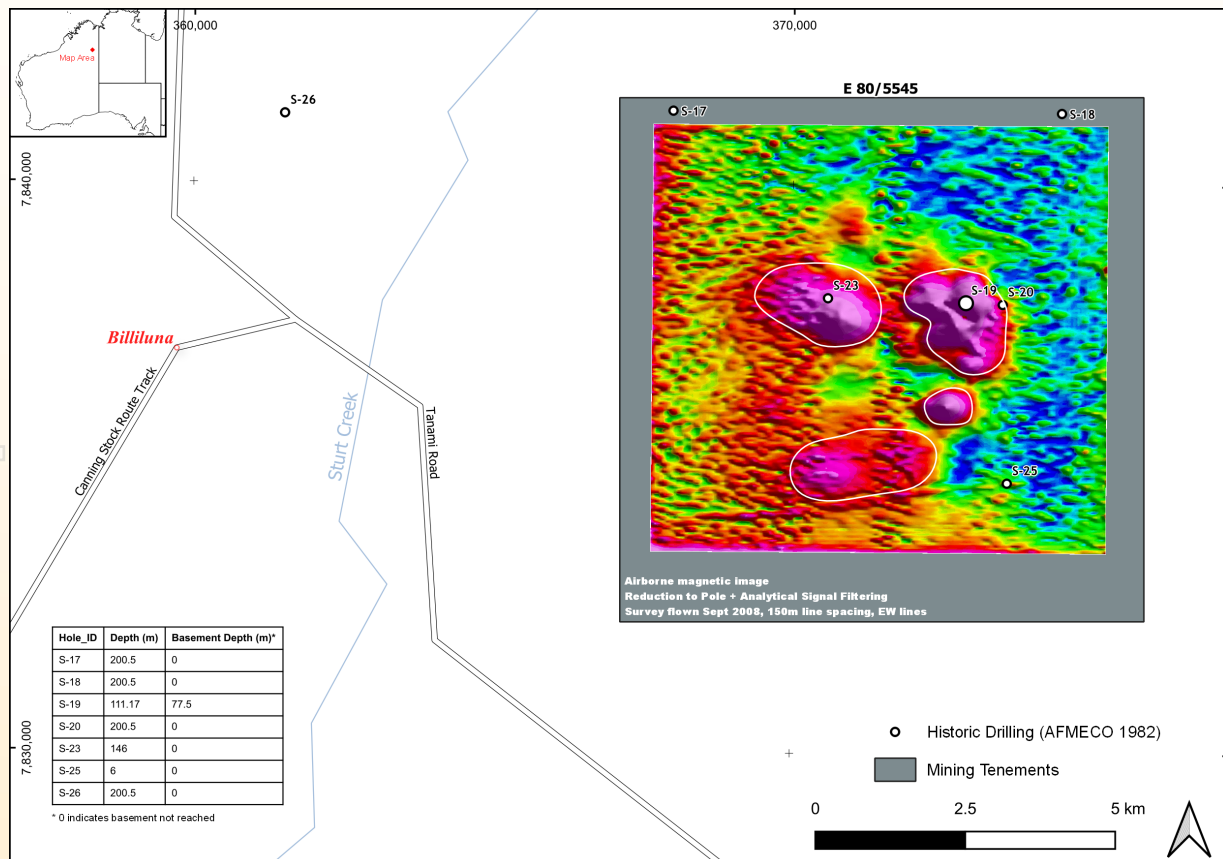 360,000
370,000
Map Area
S-26
E 80/5545
S-17
S-18
7,840,000
S-23
S-19
S-20
Billiluna
Canning Stock Route Track
Sturt Creek
Tanami Road
S-25
Airborne magnetic image
Reduction to Pole + Analytical Signal Filtering
Survey flown Sept 2008, 150m line spacing, EW lines
7,830,000
Hole_ID Depth (m) Basement Depth (m)*
S-17 200.5 0
S-18 200.5 0
S-19 111.17 77.5
S-20 200.5 0
S-23 146 0
S-25 6 0
S-26 200.5 0
* 0 indicates basement not reached
Historic Drilling (AFMECO 1982)
Mining Tenements
0 2.5 5 km